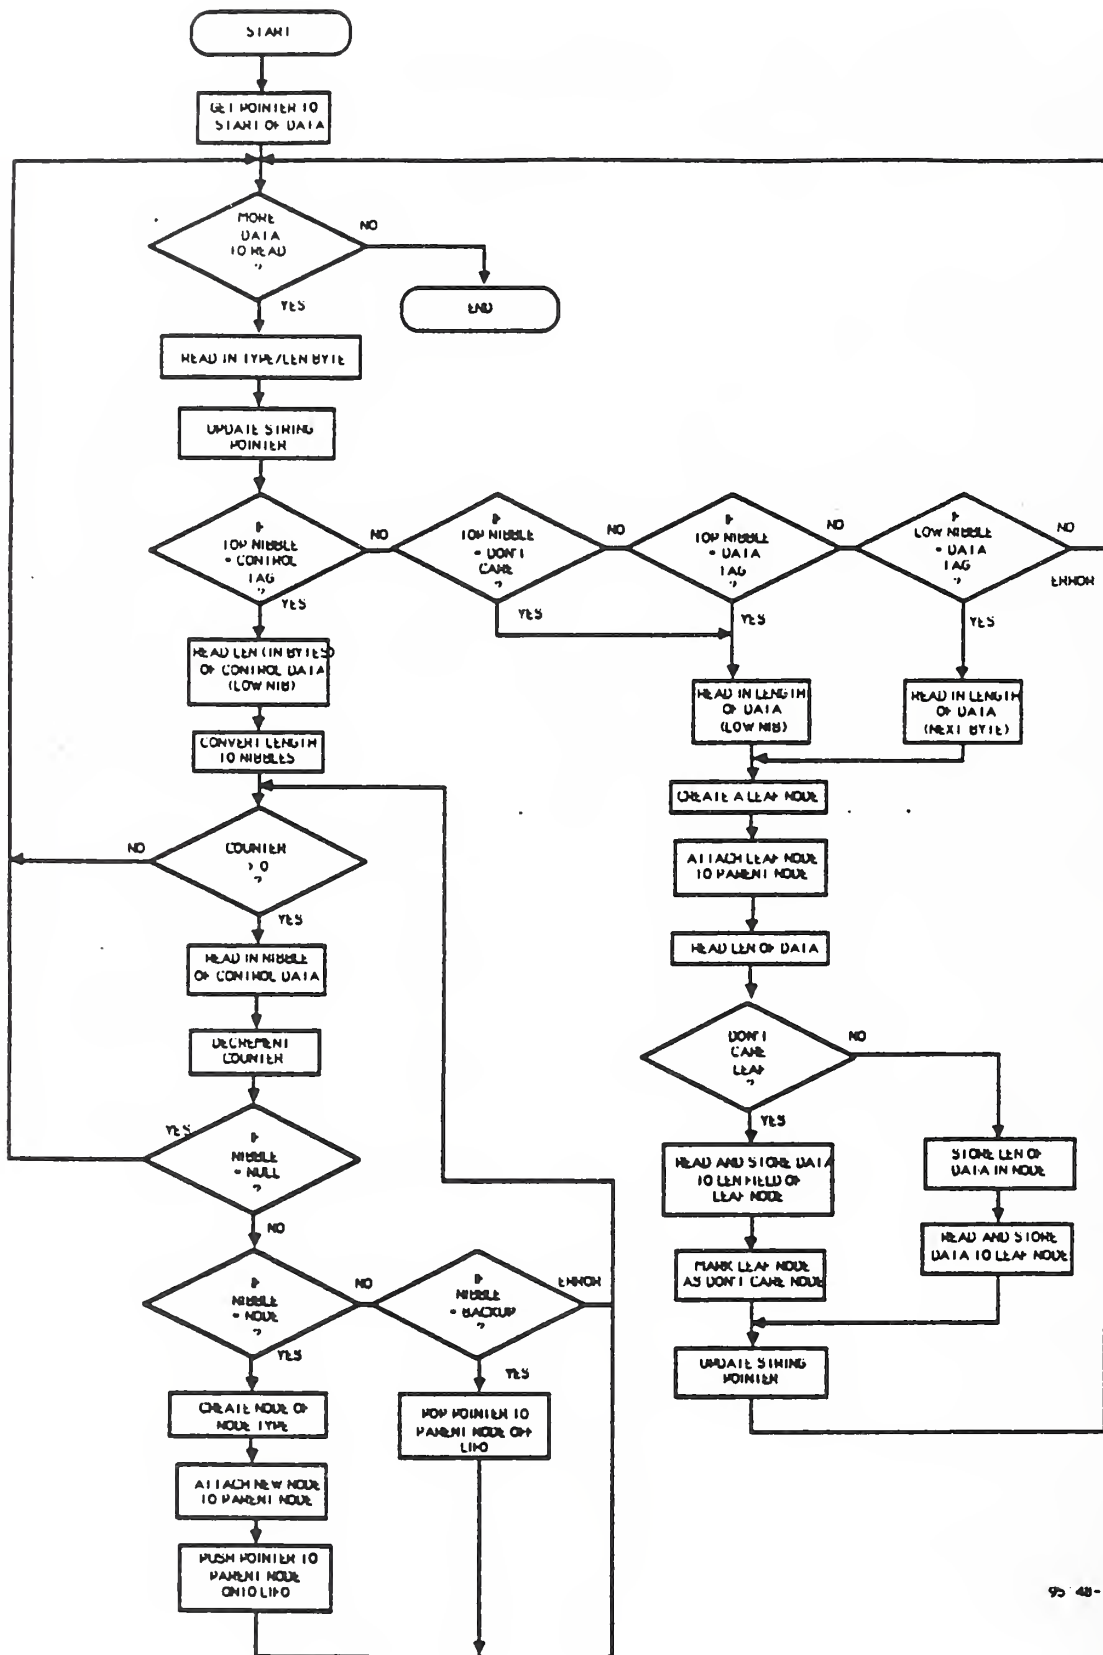 START
GET POINTER TO
START OF DATA
MORE
DATA
TO READ
?
NO
YES
END
READ IN TYPE/LEN BYTE
UPDATE STRING
POINTER
IF
TOP NIBBLE
= CONTROL
TAG
?
NO
YES
IF
TOP NIBBLE
= DON'T
CARE
?
NO
YES
IF
TOP NIBBLE
= DATA
TAG
?
NO
YES
IF
LOW NIBBLE
= DATA
TAG
?
NO
ERROR
YES
READ LEN (IN BYTES)
OF CONTROL DATA
(LOW NIB)
CONVERT LENGTH
TO NIBBLES
READ IN LENGTH
OF DATA
(LOW NIB)
READ IN LENGTH
OF DATA
(NEXT BYTE)
CREATE A LEAF NODE
ATTACH LEAF NODE
TO PARENT NODE
READ LEN OF DATA
COUNTER
> 0
?
NO
YES
READ IN NIBBLE
OF CONTROL DATA
DECREMENT
COUNTER
IF
NIBBLE
= NULL
?
YES
NO
DON'T
CARE
LEAF
?
NO
YES
READ AND STORE DATA
TO LEN FIELD OF
LEAF NODE
MARK LEAF NODE
AS DON'T CARE NODE
STORE LEN OF
DATA IN NODE
READ AND STORE
DATA TO LEAF NODE
UPDATE STRING
POINTER
IF
NIBBLE
= NODE
?
NO
YES
IF
NIBBLE
= BACKUP
?
ERROR
YES
CREATE NODE OF
NODE TYPE
ATTACH NEW NODE
TO PARENT NODE
PUSH POINTER TO
PARENT NODE
ONTO LIFO
POP POINTER TO
PARENT NODE OFF
LIFO